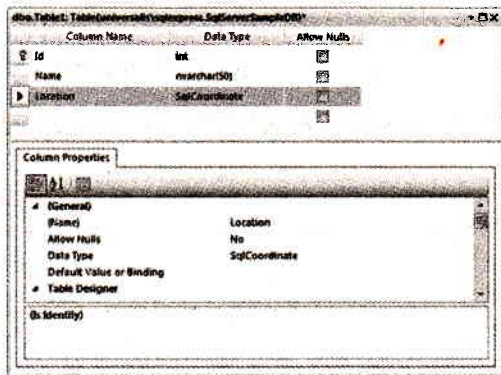 dbo.Table1: Table(universalis\sqlexpress.SqlServerSampleDB)*
Column Name Data Type Allow Nulls
Id int
Name nvarchar(50)
Location SqlCoordinate
Column Properties
(General)
(Name) Location
Allow Nulls No
Data Type SqlCoordinate
Default Value or Binding
Table Designer
(Is Identity)